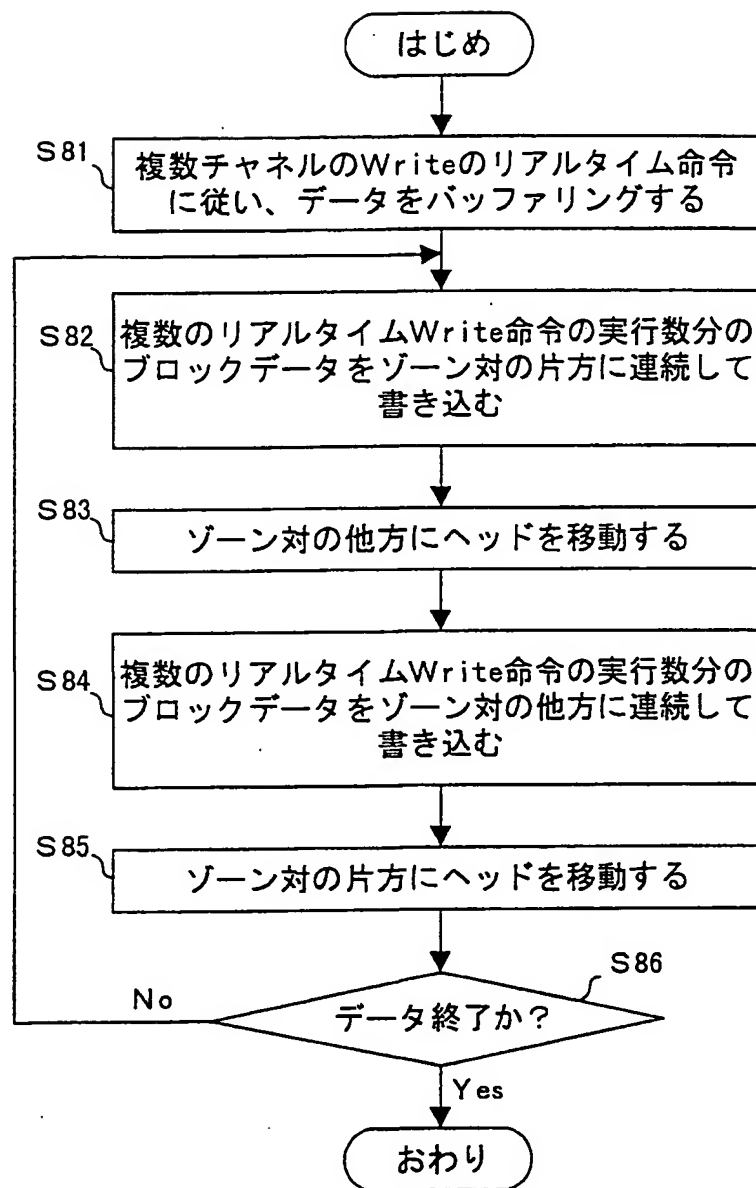 はじめ
S81
複数チャネルのWriteのリアルタイム命令
に従い、データをバッファリングする
S82
複数のリアルタイムWrite命令の実行数分の
ブロックデータをゾーン対の片方に連続して
書き込む
S83
ゾーン対の他方にヘッドを移動する
S84
複数のリアルタイムWrite命令の実行数分の
ブロックデータをゾーン対の他方に連続して
書き込む
S85
ゾーン対の片方にヘッドを移動する
S86
No
データ終了か?
Yes
おわり